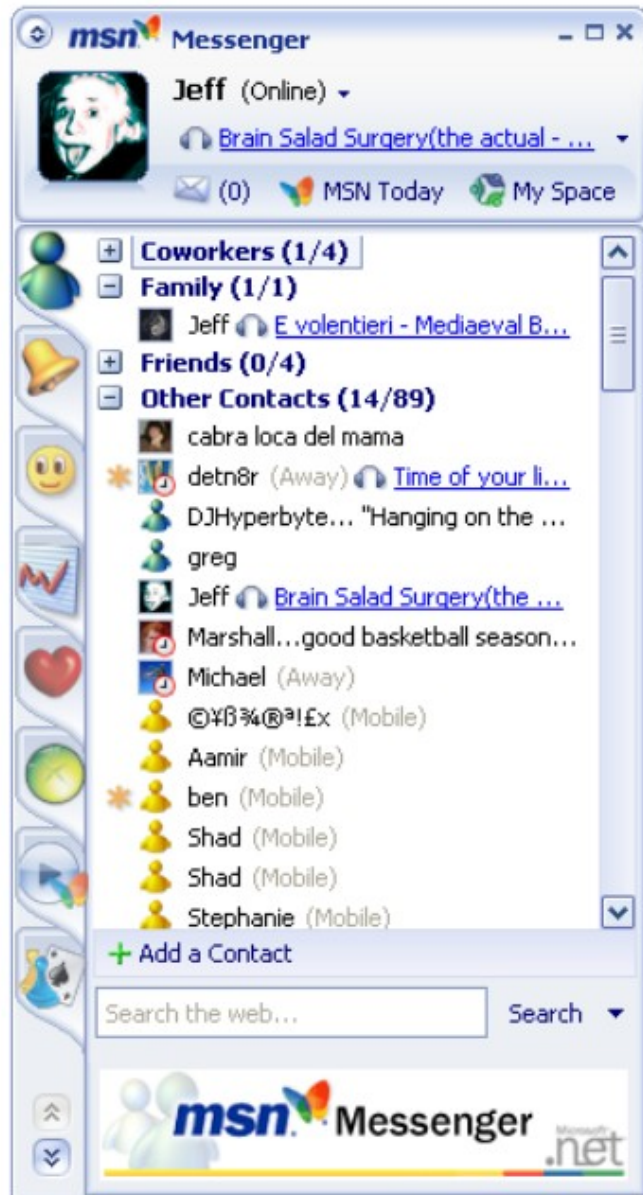 msn Messenger
Jeff (Online)
Brain Salad Surgery(the actual - ...
(0) MSN Today My Space
Coworkers (1/4)
Family (1/1)
Jeff E volentieri - Mediaeval B...
Friends (0/4)
Other Contacts (14/89)
cabra loca del mama
detn8r (Away) Time of your li...
DJHyperbyte... "Hanging on the ...
greg
Jeff Brain Salad Surgery(the ...
Marshall...good basketball season...
Michael (Away)
©¥ß¾®ª!£x (Mobile)
Aamir (Mobile)
ben (Mobile)
Shad (Mobile)
Shad (Mobile)
Stephanie (Mobile)
Add a Contact
Search the web... Search
msn Messenger
Microsoft
.net